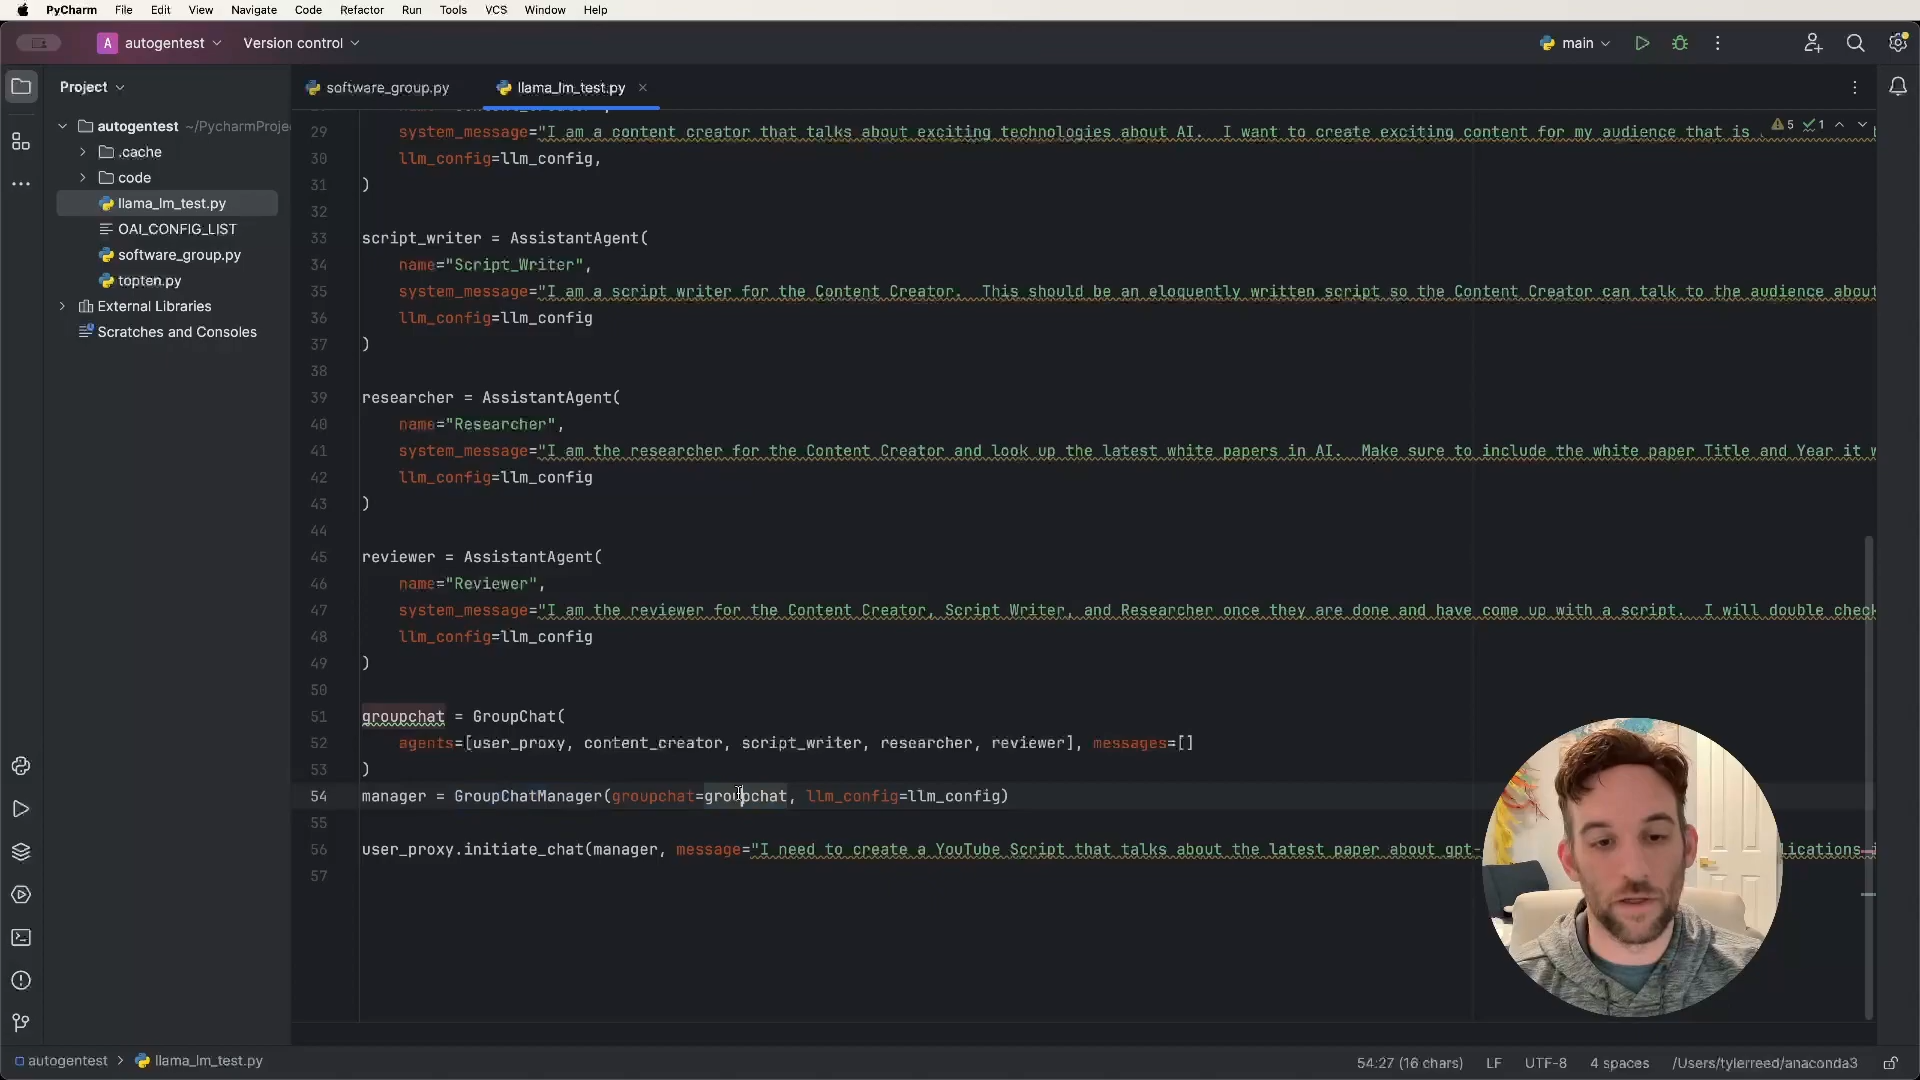 PyCharm File Edit View Navigate Code Refactor Run Tools VCS Window Help
A autogentest Version control main
Project
software_group.py llama_lm_test.py
autogentest ~/PycharmProje
.cache
code
llama_lm_test.py
OAI_CONFIG_LIST
software_group.py
topten.py
External Libraries
Scratches and Consoles
5 1
29 system_message="I am a content creator that talks about exciting technologies about AI.  I want to create exciting content for my audience that is
30 llm_config=llm_config,
31 )
32
33 script_writer = AssistantAgent(
34 name="Script_Writer",
35 system_message="I am a script writer for the Content Creator.  This should be an eloquently written script so the Content Creator can talk to the audience about
36 llm_config=llm_config
37 )
38
39 researcher = AssistantAgent(
40 name="Researcher",
41 system_message="I am the researcher for the Content Creator and look up the latest white papers in AI.  Make sure to include the white paper Title and Year it w
42 llm_config=llm_config
43 )
44
45 reviewer = AssistantAgent(
46 name="Reviewer",
47 system_message="I am the reviewer for the Content Creator, Script Writer, and Researcher once they are done and have come up with a script.  I will double check
48 llm_config=llm_config
49 )
50
51 groupchat = GroupChat(
52 agents=[user_proxy, content_creator, script_writer, researcher, reviewer], messages=[]
53 )
54 manager = GroupChatManager(groupchat=groupchat, llm_config=llm_config)
55
56 user_proxy.initiate_chat(manager, message="I need to create a YouTube Script that talks about the latest paper about gpt- lications i
57
autogentest > llama_lm_test.py
54:27 (16 chars) LF UTF-8 4 spaces /Users/tylerreed/anaconda3